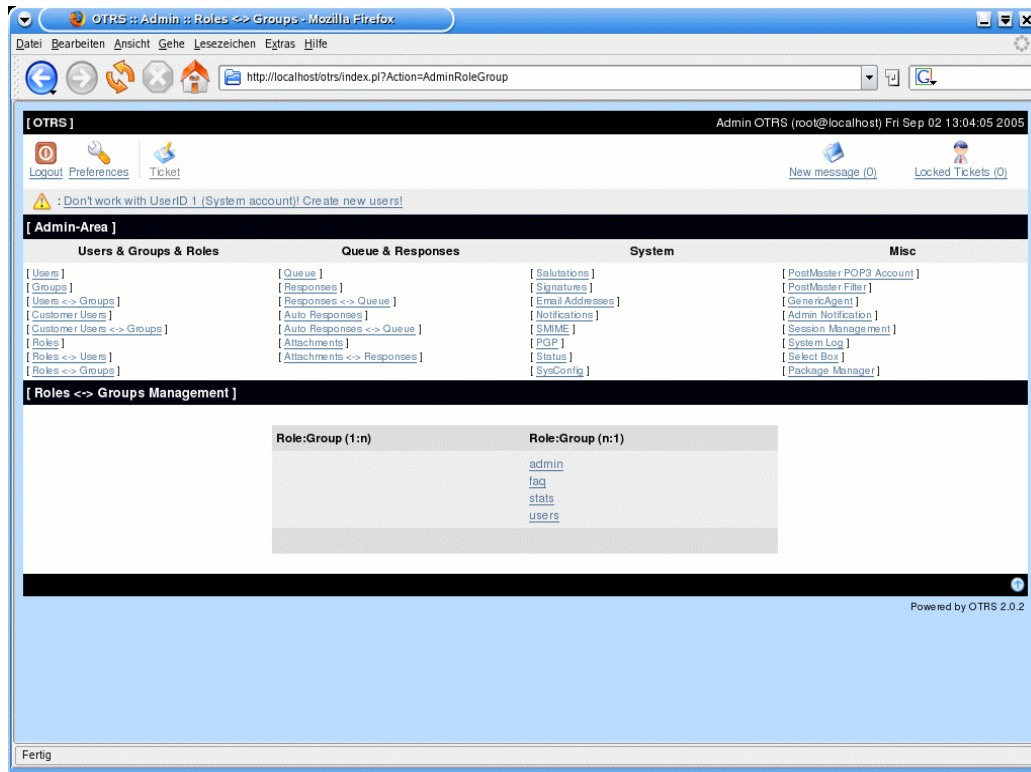 OTRS :: Admin :: Roles <-> Groups - Mozilla Firefox
Datei Bearbeiten Ansicht Gehe Lesezeichen Extras Hilfe
http://localhost/otrs/index.pl?Action=AdminRoleGroup
G
[ OTRS ] Admin OTRS (root@localhost) Fri Sep 02 13:04:05 2005
Logout Preferences Ticket New message (0) Locked Tickets (0)
: Don't work with UserID 1 (System account)! Create new users!
[ Admin-Area ]
Users & Groups & Roles Queue & Responses System Misc
[ Users ] [ Queue ] [ Salutations ] [ PostMaster POP3 Account ]
[ Groups ] [ Responses ] [ Signatures ] [ PostMaster Filter ]
[ Users <-> Groups ] [ Responses <-> Queue ] [ Email Addresses ] [ GenericAgent ]
[ Customer Users ] [ Auto Responses ] [ Notifications ] [ Admin Notification ]
[ Customer Users <-> Groups ] [ Auto Responses <-> Queue ] [ SMIME ] [ Session Management ]
[ Roles ] [ Attachments ] [ PGP ] [ System Log ]
[ Roles <-> Users ] [ Attachments <-> Responses ] [ Status ] [ Select Box ]
[ Roles <-> Groups ] [ SysConfig ] [ Package Manager ]
[ Roles <-> Groups Management ]
Role:Group (1:n) Role:Group (n:1)
admin
faq
stats
users
Powered by OTRS 2.0.2
Fertig